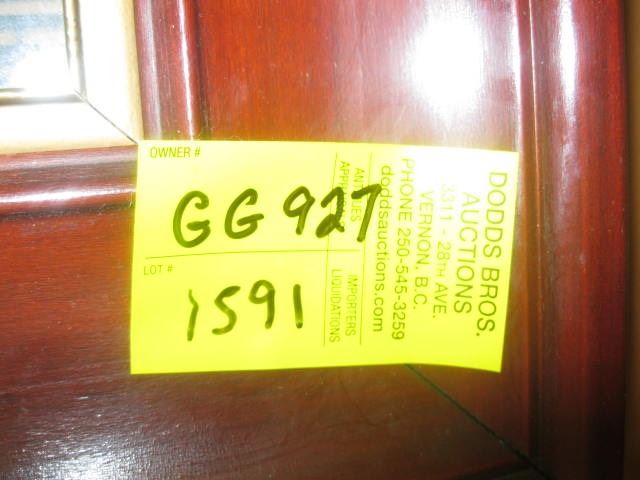 OWNER #
GG 927
LOT #
1591
DODDS BROS.
AUCTIONS
3311 - 28TH AVE.
VERNON, B.C.
PHONE 250-545-3259
doddsauctions.com
IMPORTERS
LIQUIDATIONS